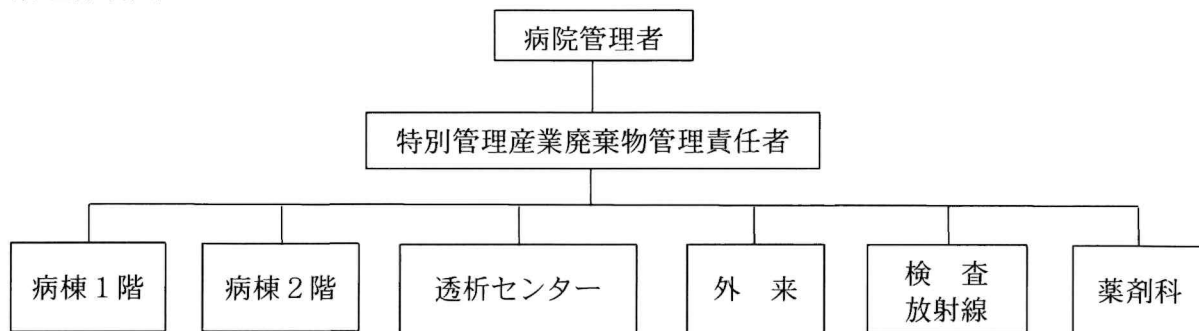 病院管理者
特別管理産業廃棄物管理責任者
病棟1階
病棟2階
透析センター
外　来
検　査
放射線
薬剤科